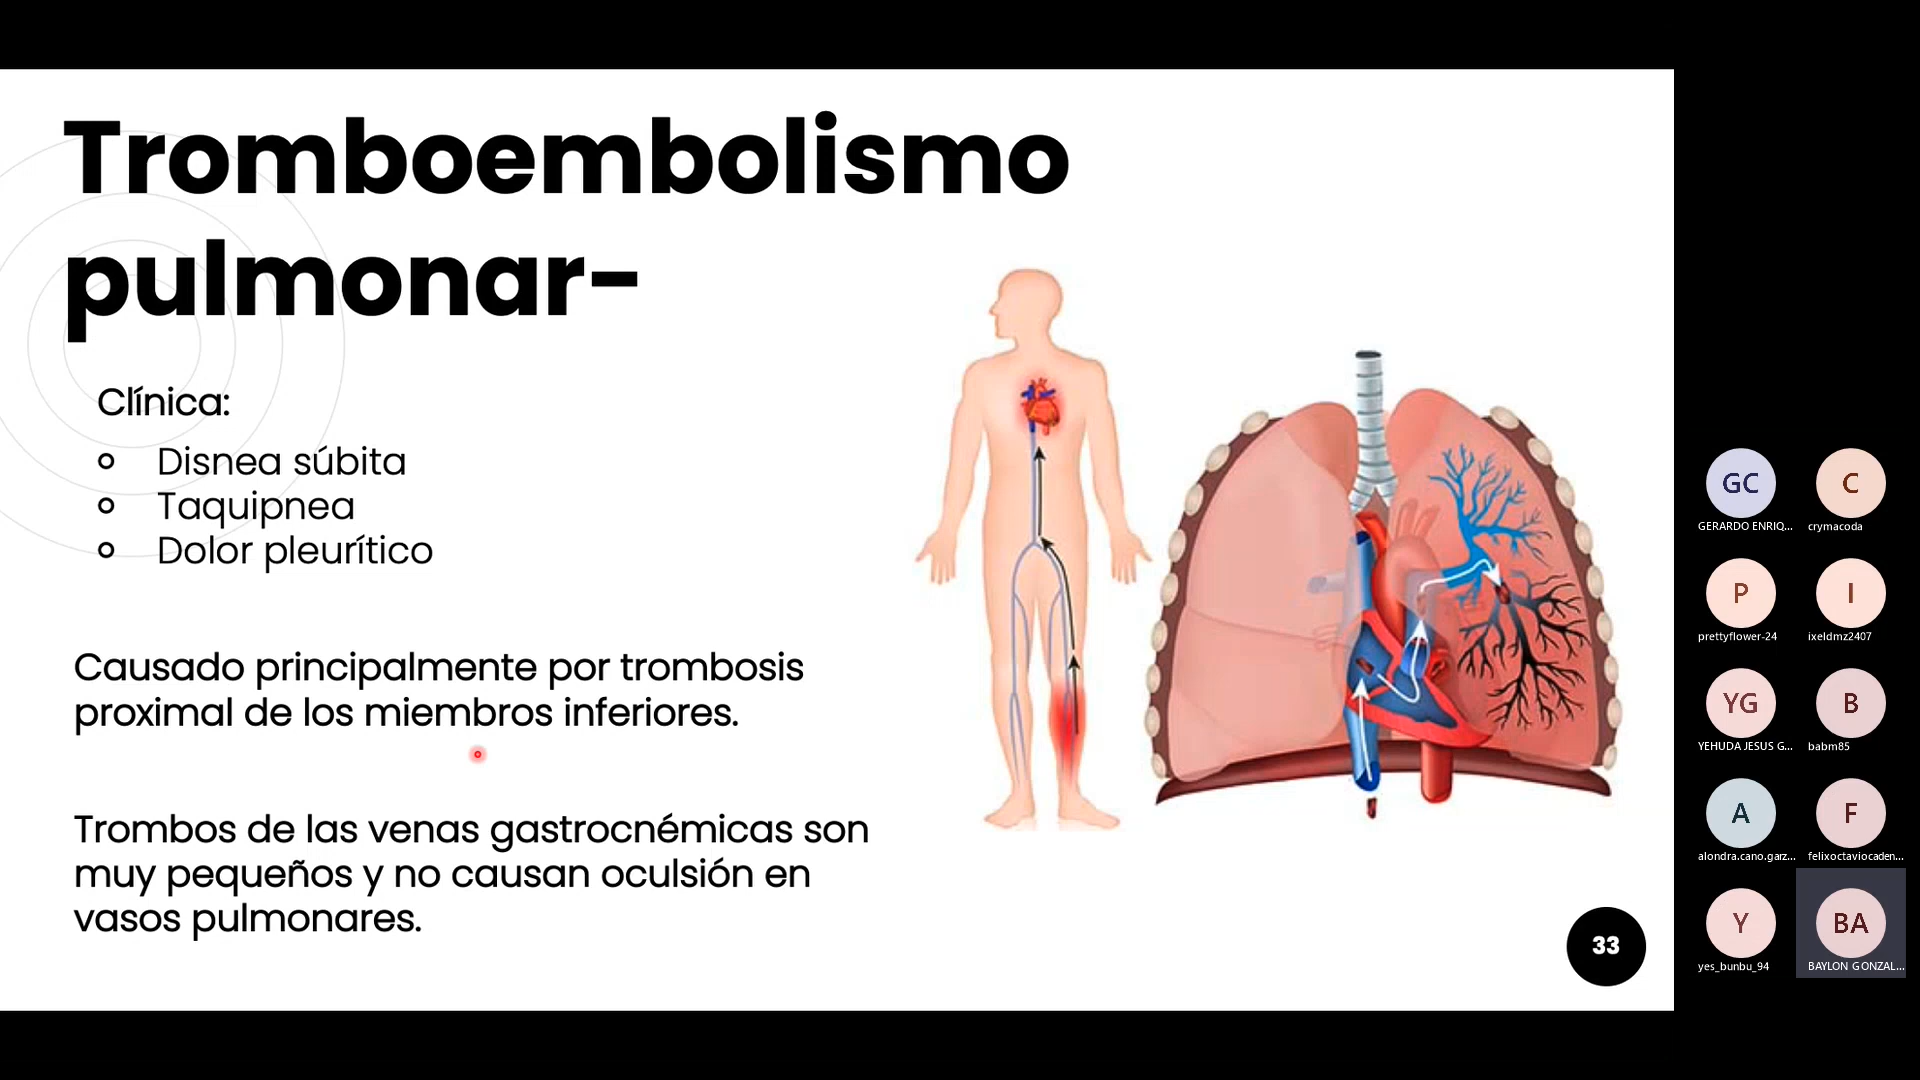 Tromboembolismo
pulmonar-
Clínica:
Disnea súbita
Taquipnea
Dolor pleurítico
Causado principalmente por trombosis
proximal de los miembros inferiores.
Trombos de las venas gastrocnémicas son
muy pequeños y no causan oculsión en
vasos pulmonares.
33
GC
GERARDO ENRIQ...
C
crymacoda
P
prettyflower-24
I
ixeldmz2407
YG
YEHUDA JESUS G...
B
babm85
A
alondra.cano.garz...
F
felixoctaviocaden...
Y
yes_bunbu_94
BA
BAYLON GONZAL...